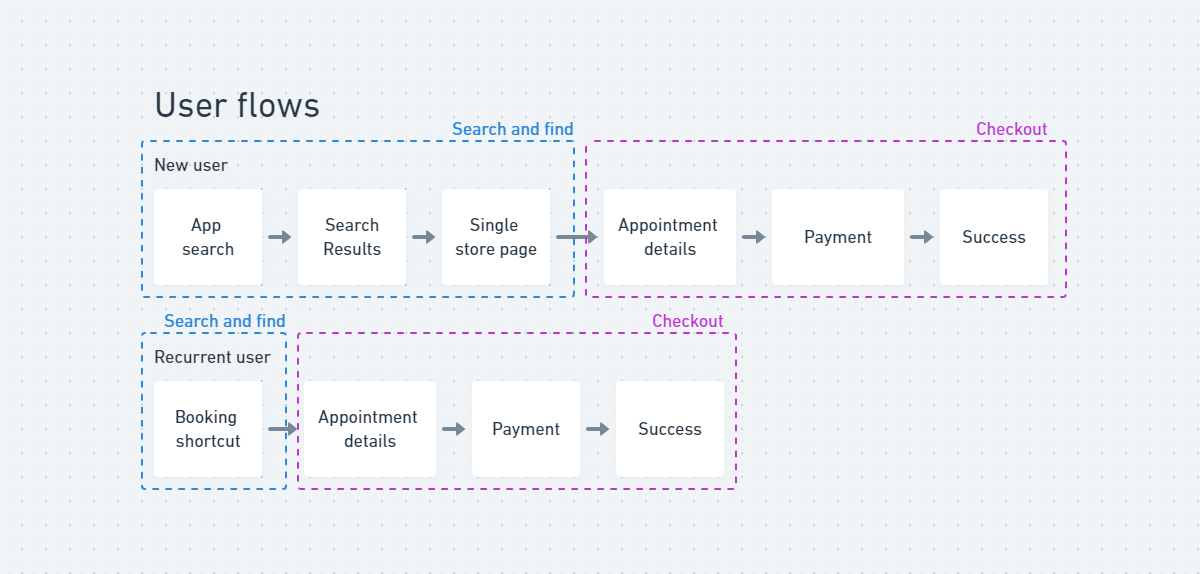 User flows
Search and find
Checkout
New user
App
search
Search
Results
Single
store page
Appointment
details
Payment
Success
Search and find
Checkout
Recurrent user
Booking
shortcut
Appointment
details
Payment
Success